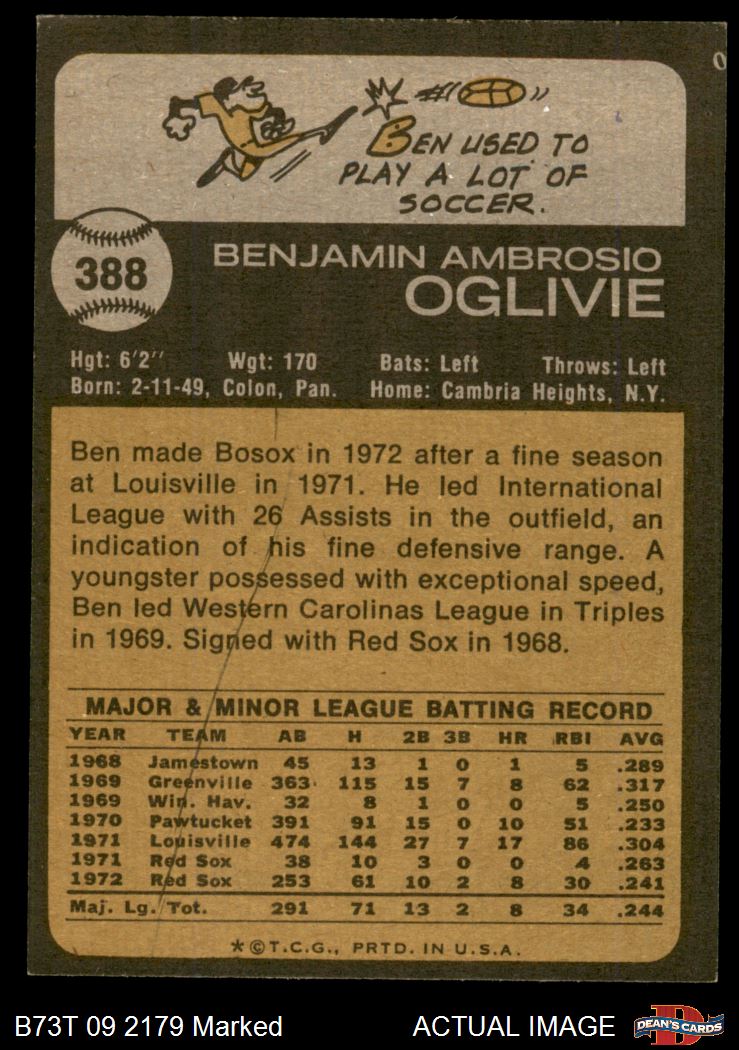 BEN USED TO
PLAY A LOT OF
SOCCER.
388
BENJAMIN AMBROSIO
OGLIVIE
Hgt: 6'2" Wgt: 170 Bats: Left Throws: Left
Born: 2-11-49, Colon, Pan. Home: Cambria Heights, N.Y.
Ben made Bosox in 1972 after a fine season
at Louisville in 1971. He led International
League with 26 Assists in the outfield, an
indication of his fine defensive range. A
youngster possessed with exceptional speed,
Ben led Western Carolinas League in Triples
in 1969. Signed with Red Sox in 1968.
MAJOR & MINOR LEAGUE BATTING RECORD
YEAR TEAM AB H 2B 3B HR RBI AVG
1968 Jamestown 45 13 1 0 1 5 .289
1969 Greenville 363 115 15 7 8 62 .317
1969 Win. Hav. 32 8 1 0 0 5 .250
1970 Pawtucket 391 91 15 0 10 51 .233
1971 Louisville 474 144 27 7 17 86 .304
1971 Red Sox 38 10 3 0 0 4 .263
1972 Red Sox 253 61 10 2 8 30 .241
Maj. Lg. Tot. 291 71 13 2 8 34 .244
*©T.C.G., PRTD. IN U.S.A.
B73T 09 2179 Marked ACTUAL IMAGE DEAN'S CARDS